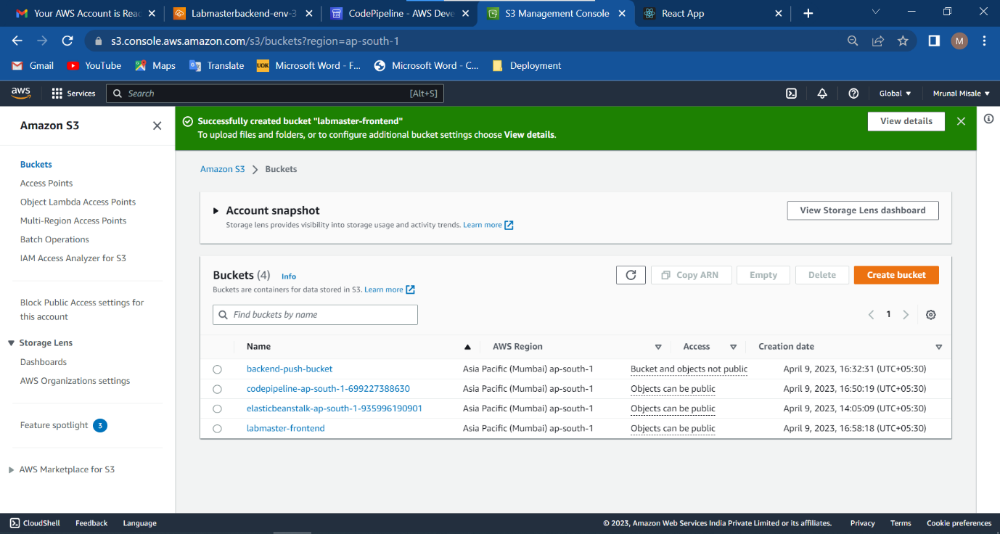 Your AWS Account is Reac
Labmasterbackend-env-3
CodePipeline - AWS Deve
S3 Management Console
React App
s3.console.aws.amazon.com/s3/buckets?region=ap-south-1
M
Gmail
YouTube
Maps
Translate
UOK
Microsoft Word - F...
Microsoft Word - C...
Deployment
aws
Services
Search
[Alt+S]
Global
Mrunal Misale
Amazon S3
Successfully created bucket "labmaster-frontend"
To upload files and folders, or to configure additional bucket settings choose View details.
View details
Buckets
Access Points
Object Lambda Access Points
Multi-Region Access Points
Batch Operations
IAM Access Analyzer for S3
Block Public Access settings for
this account
Storage Lens
Dashboards
AWS Organizations settings
Feature spotlight 3
AWS Marketplace for S3
Amazon S3 > Buckets
Account snapshot
Storage lens provides visibility into storage usage and activity trends. Learn more
View Storage Lens dashboard
Buckets (4) Info
Buckets are containers for data stored in S3. Learn more
Copy ARN
Empty
Delete
Create bucket
Find buckets by name
1
Name AWS Region Access Creation date
backend-push-bucket Asia Pacific (Mumbai) ap-south-1 Bucket and objects not public April 9, 2023, 16:32:31 (UTC+05:30)
codepipeline-ap-south-1-699227388630 Asia Pacific (Mumbai) ap-south-1 Objects can be public April 9, 2023, 16:50:19 (UTC+05:30)
elasticbeanstalk-ap-south-1-935996190901 Asia Pacific (Mumbai) ap-south-1 Objects can be public April 9, 2023, 14:05:09 (UTC+05:30)
labmaster-frontend Asia Pacific (Mumbai) ap-south-1 Objects can be public April 9, 2023, 16:58:18 (UTC+05:30)
CloudShell Feedback Language
© 2023, Amazon Web Services India Private Limited or its affiliates. Privacy Terms Cookie preferences